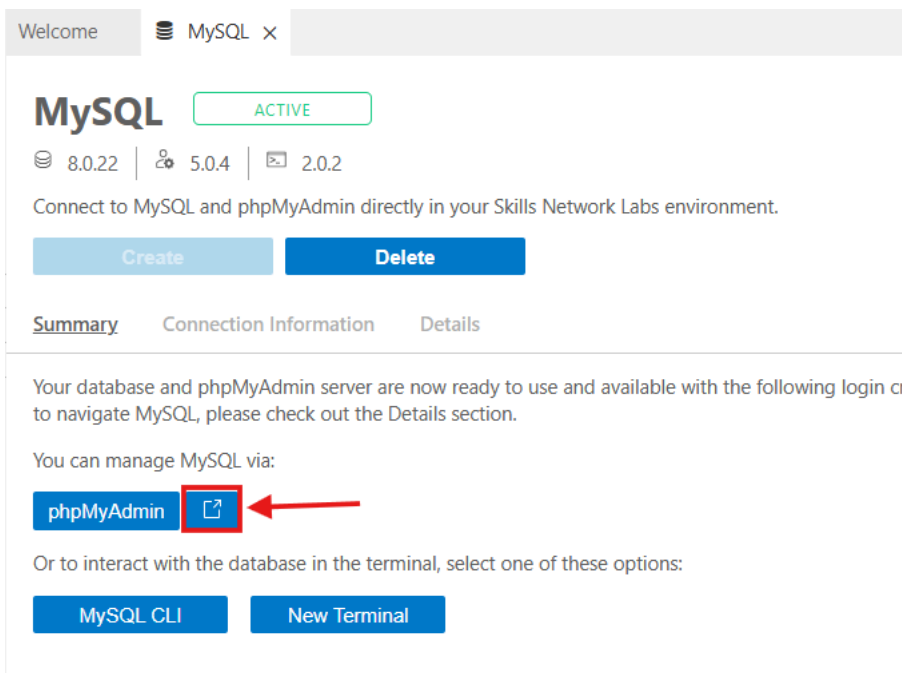 Welcome MySQL
MySQL ACTIVE
8.0.22 5.0.4 2.0.2
Connect to MySQL and phpMyAdmin directly in your Skills Network Labs environment.
Create Delete
Summary Connection Information Details
Your database and phpMyAdmin server are now ready to use and available with the following login
to navigate MySQL, please check out the Details section.
You can manage MySQL via:
phpMyAdmin
Or to interact with the database in the terminal, select one of these options:
MySQL CLI New Terminal